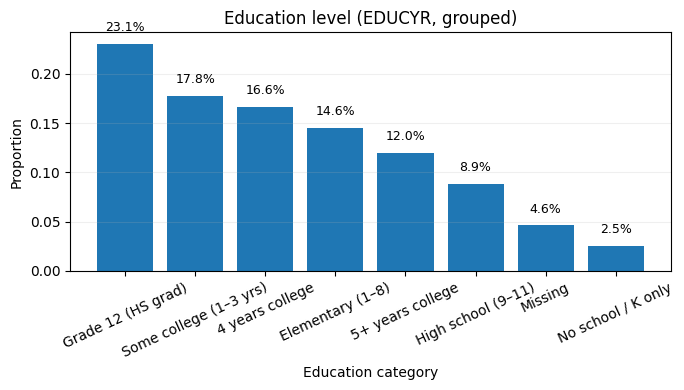 Education level (EDUCYR, grouped)
23.1%
17.8%
16.6%
14.6%
12.0%
8.9%
4.6%
2.5%
Proportion
0.20
0.15
0.10
0.05
0.00
Grade 12 (HS grad)
Some college (1–3 yrs)
4 years college
Elementary (1–8)
5+ years college
High school (9–11)
Missing
No school / K only
Education category